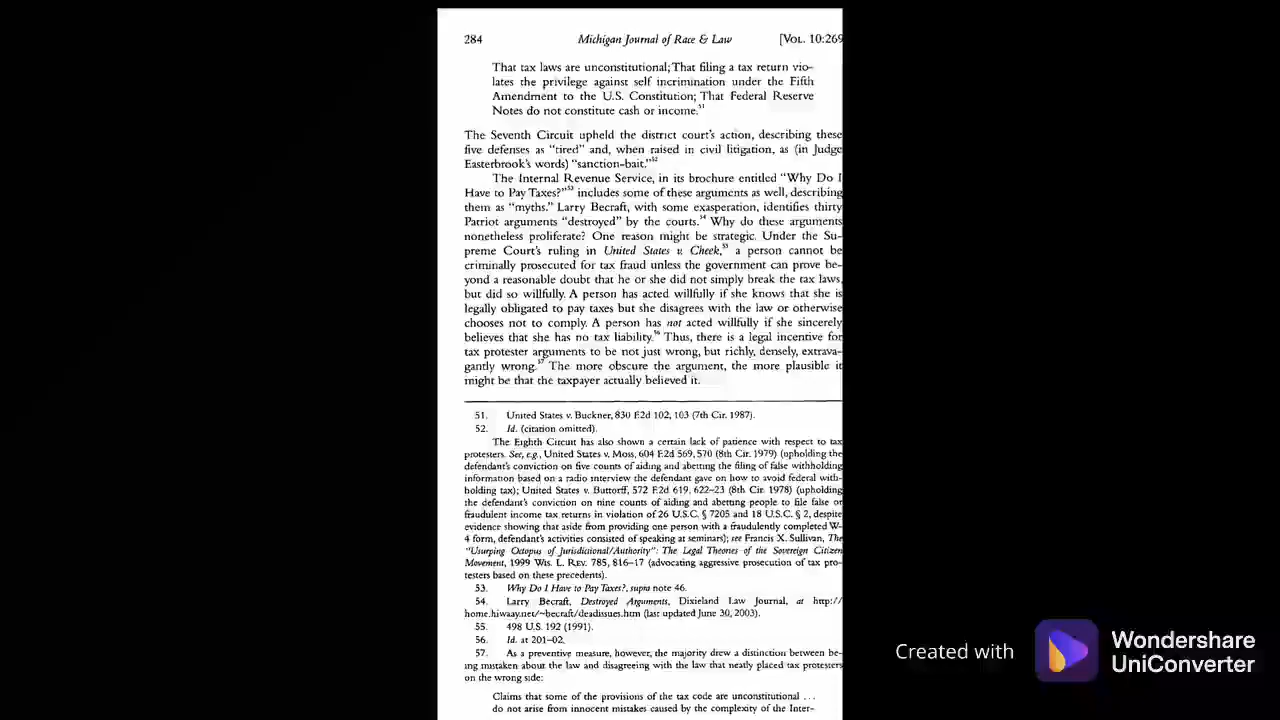 284 Michigan Journal of Race & Law [VOL. 10:269
That tax laws are unconstitutional; That filing a tax return vio-
lates the privilege against self incrimination under the Fifth
Amendment to the U.S. Constitution; That Federal Reserve
Notes do not constitute cash or income.51
The Seventh Circuit upheld the district court's action, describing these
five defenses as “tired” and, when raised in civil litigation, as (in Judge
Easterbrook's words) “sanction-bait.”52
The Internal Revenue Service, in its brochure entitled “Why Do I
Have to Pay Taxes?”53 includes some of these arguments as well, describing
them as “myths.” Larry Becraft, with some exasperation, identifies thirty
Patriot arguments “destroyed” by the courts.54 Why do these arguments
nonetheless proliferate? One reason might be strategic. Under the Su-
preme Court's ruling in United States v. Cheek,55 a person cannot be
criminally prosecuted for tax fraud unless the government can prove be-
yond a reasonable doubt that he or she did not simply break the tax laws,
but did so willfully. A person has acted willfully if she knows that she is
legally obligated to pay taxes but she disagrees with the law or otherwise
chooses not to comply. A person has not acted willfully if she sincerely
believes that she has no tax liability.56 Thus, there is a legal incentive for
tax protester arguments to be not just wrong, but richly, densely, extrava-
gantly wrong.57 The more obscure the argument, the more plausible it
might be that the taxpayer actually believed it.
51. United States v. Buckner, 830 F.2d 102, 103 (7th Cir. 1987).
52. Id. (citation omitted).
The Eighth Circuit has also shown a certain lack of patience with respect to tax
protesters. See, e.g., United States v. Moss, 604 F.2d 569, 570 (8th Cir. 1979) (upholding the
defendant's conviction on five counts of aiding and abetting the filing of false withholding
information based on a radio interview the defendant gave on how to avoid federal with-
holding tax); United States v. Buttorff, 572 F.2d 619, 622–23 (8th Cir. 1978) (upholding
the defendant's conviction on nine counts of aiding and abetting people to file false or
fraudulent income tax returns in violation of 26 U.S.C. § 7205 and 18 U.S.C. § 2, despite
evidence showing that aside from providing one person with a fraudulently completed W-
4 form, defendant's activities consisted of speaking at seminars); see Francis X. Sullivan, The
“Usurping Octopus of Jurisdictional/Authority”: The Legal Theories of the Sovereign Citizen
Movement, 1999 WIS. L. REV. 785, 816–17 (advocating aggressive prosecution of tax pro-
testers based on these precedents).
53. Why Do I Have to Pay Taxes?, supra note 46.
54. Larry Becraft, Destroyed Arguments, Dixieland Law Journal, at http://
home.hiwaay.net/~becraft/deadissues.htm (last updated June 30, 2003).
55. 498 U.S. 192 (1991).
56. Id. at 201–02.
57. As a preventive measure, however, the majority drew a distinction between be-
ing mistaken about the law and disagreeing with the law that neatly placed tax protesters
on the wrong side:
Claims that some of the provisions of the tax code are unconstitutional ...
do not arise from innocent mistakes caused by the complexity of the Inter-
Created with
Wondershare
UniConverter